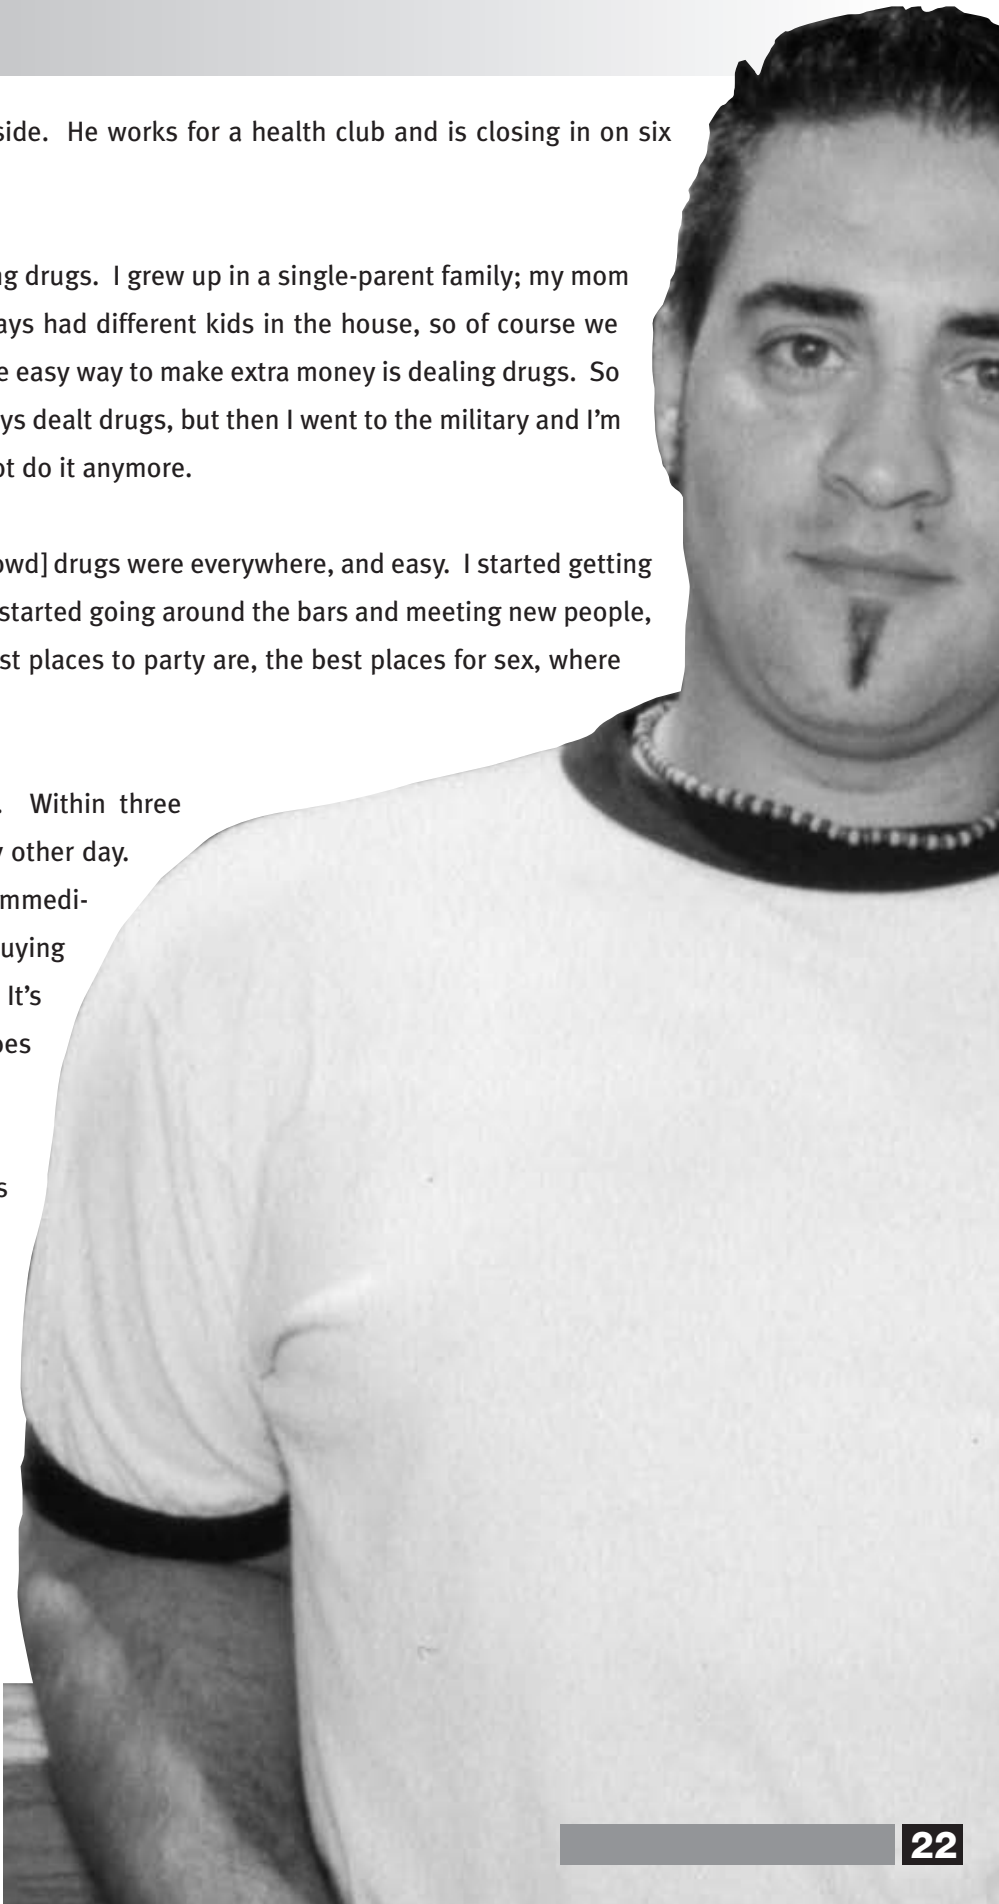 side. He works for a health club and is closing in on six
ng drugs. I grew up in a single-parent family; my mom
ays had different kids in the house, so of course we
e easy way to make extra money is dealing drugs. So
ys dealt drugs, but then I went to the military and I’m
ot do it anymore.
owd] drugs were everywhere, and easy. I started getting
started going around the bars and meeting new people,
st places to party are, the best places for sex, where
. Within three
y other day.
mmedi-
uying
It’s
oes
s
22